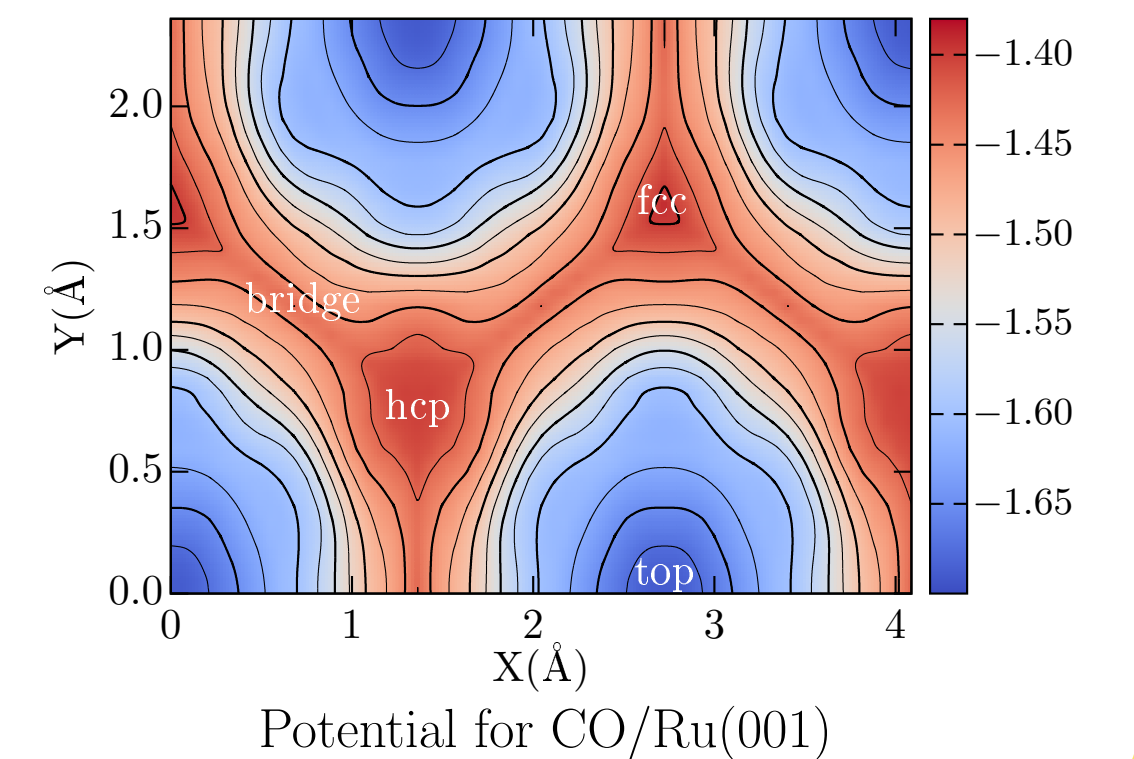 −1.40
2.0
−1.45
fcc
1.5
−1.50
Y(Å)
bridge
−1.55
1.0
hcp
−1.60
0.5
−1.65
top
0.0
0 1 2 3 4
X(Å)
Potential for CO/Ru(001)